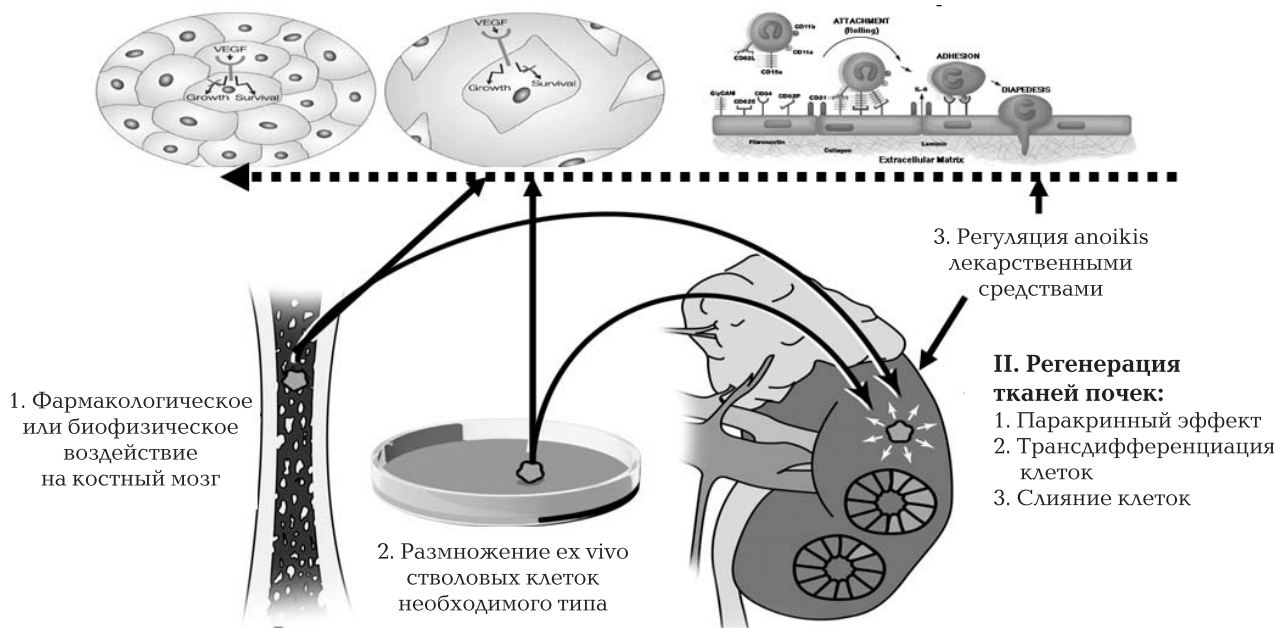 VEGF
Growth Survival
VEGF
Growth Survival
CD11b
CD11a
CD62L
CD15s
ATTACHMENT
(Rolling)
ADHESION
DIAPEDESIS
GlyCAM
CD62E
CD54
CD62P
CD31
IL-8
Fibronectin
Collagen
Laminin
Extracellular Matrix
3. Регуляция anoikis
лекарственными
средствами
II. Регенерация
тканей почек:
1. Паракринный эффект
2. Трансдифференциация
клеток
3. Слияние клеток
1. Фармакологическое
или биофизическое
воздействие
на костный мозг
2. Размножение ex vivo
стволовых клеток
необходимого типа